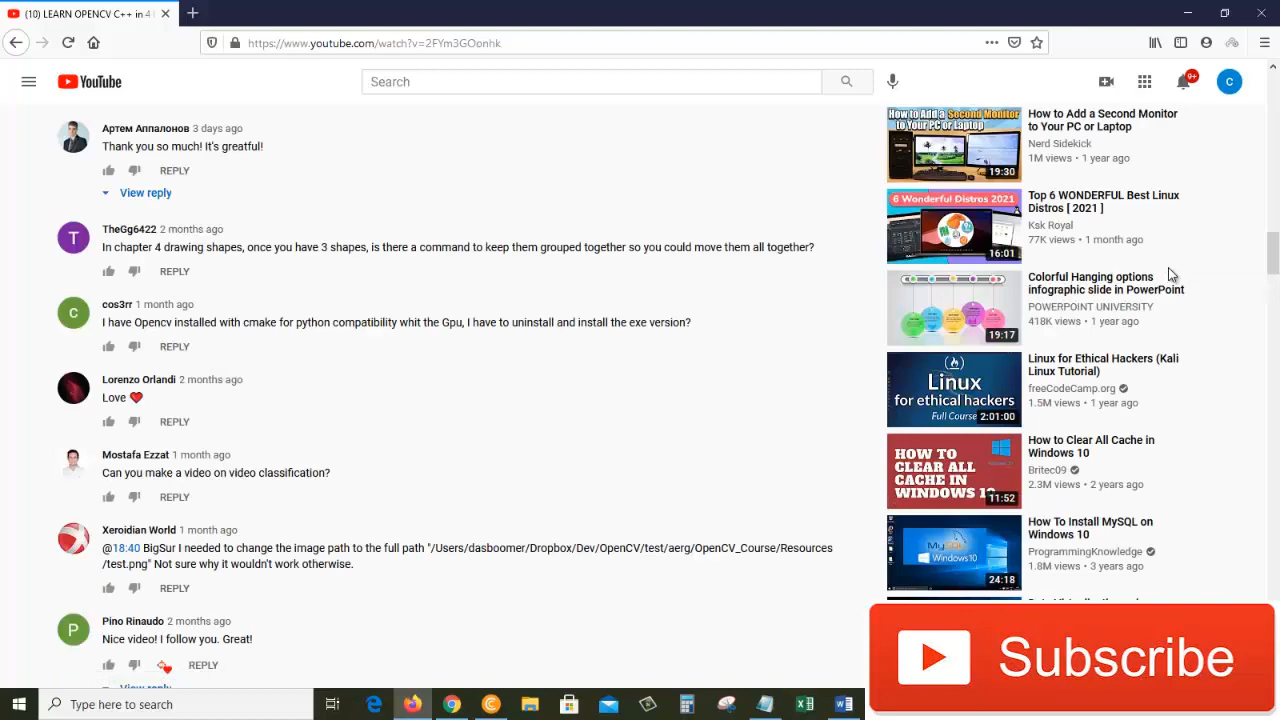 (10) LEARN OPENCV C++ in 4
https://www.youtube.com/watch?v=2FYm3GOonhk
YouTube
Search
9+
C
Артем Аппалонов 3 days ago
Thank you so much! It's greatful!
REPLY
View reply
T
TheGg6422 2 months ago
In chapter 4 drawing shapes, once you have 3 shapes, is there a command to keep them grouped together so you could move them all together?
REPLY
C
cos3rr 1 month ago
I have Opencv installed with cmake for python compatibility whit the Gpu, I have to uninstall and install the exe version?
REPLY
Lorenzo Orlandi 2 months ago
Love ❤
REPLY
Mostafa Ezzat 1 month ago
Can you make a video on video classification?
REPLY
Xeroidian World 1 month ago
@18:40 BigSur I needed to change the image path to the full path "/Users/dasboomer/Dropbox/Dev/OpenCV/test/aerg/OpenCV_Course/Resources
/test.png" Not sure why it wouldn't work otherwise.
REPLY
P
Pino Rinaudo 2 months ago
Nice video! I follow you. Great!
REPLY
View reply
How to Add a Second Monitor
to Your PC or Laptop
19:30
How to Add a Second Monitor
to Your PC or Laptop
Nerd Sidekick
1M views • 1 year ago
6 Wonderful Distros 2021
16:01
Top 6 WONDERFUL Best Linux
Distros [ 2021 ]
Ksk Royal
77K views • 1 month ago
19:17
Colorful Hanging options
infographic slide in PowerPoint
POWERPOINT UNIVERSITY
418K views • 1 year ago
Linux
for ethical hackers
Full Course
2:01:00
Linux for Ethical Hackers (Kali
Linux Tutorial)
freeCodeCamp.org
1.5M views • 1 year ago
HOW TO
CLEAR ALL
CACHE IN
WINDOWS 10
11:52
How to Clear All Cache in
Windows 10
Britec09
2.3M views • 2 years ago
MySQL
Windows 10
24:18
How To Install MySQL on
Windows 10
ProgrammingKnowledge
1.8M views • 3 years ago
Subscribe
Type here to search